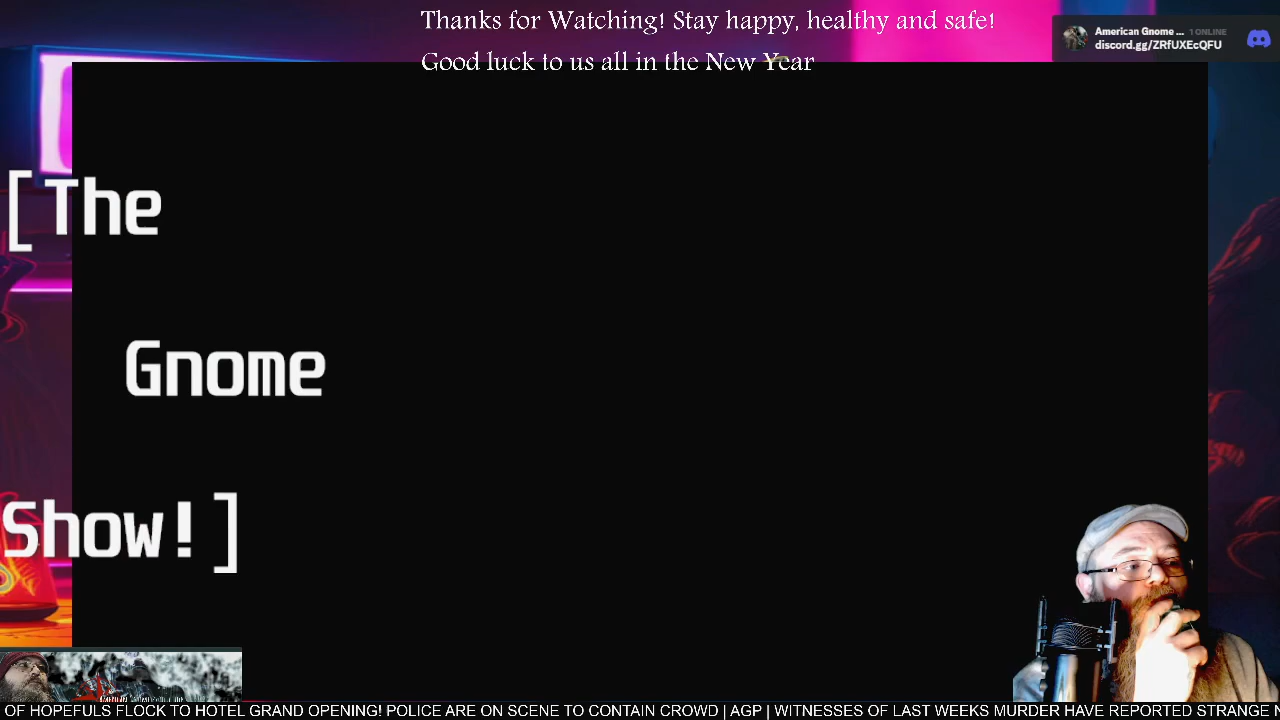 Thanks for Watching! Stay happy, healthy and safe!
Good luck to us all in the New Year
American Gnome ... 1 ONLINE
discord.gg/ZRfUXEcQFU
[The
Gnome
Show!]
OF HOPEFULS FLOCK TO HOTEL GRAND OPENING! POLICE ARE ON SCENE TO CONTAIN CROWD | AGP | WITNESSES OF LAST WEEKS MURDER HAVE REPORTED STRANGE N